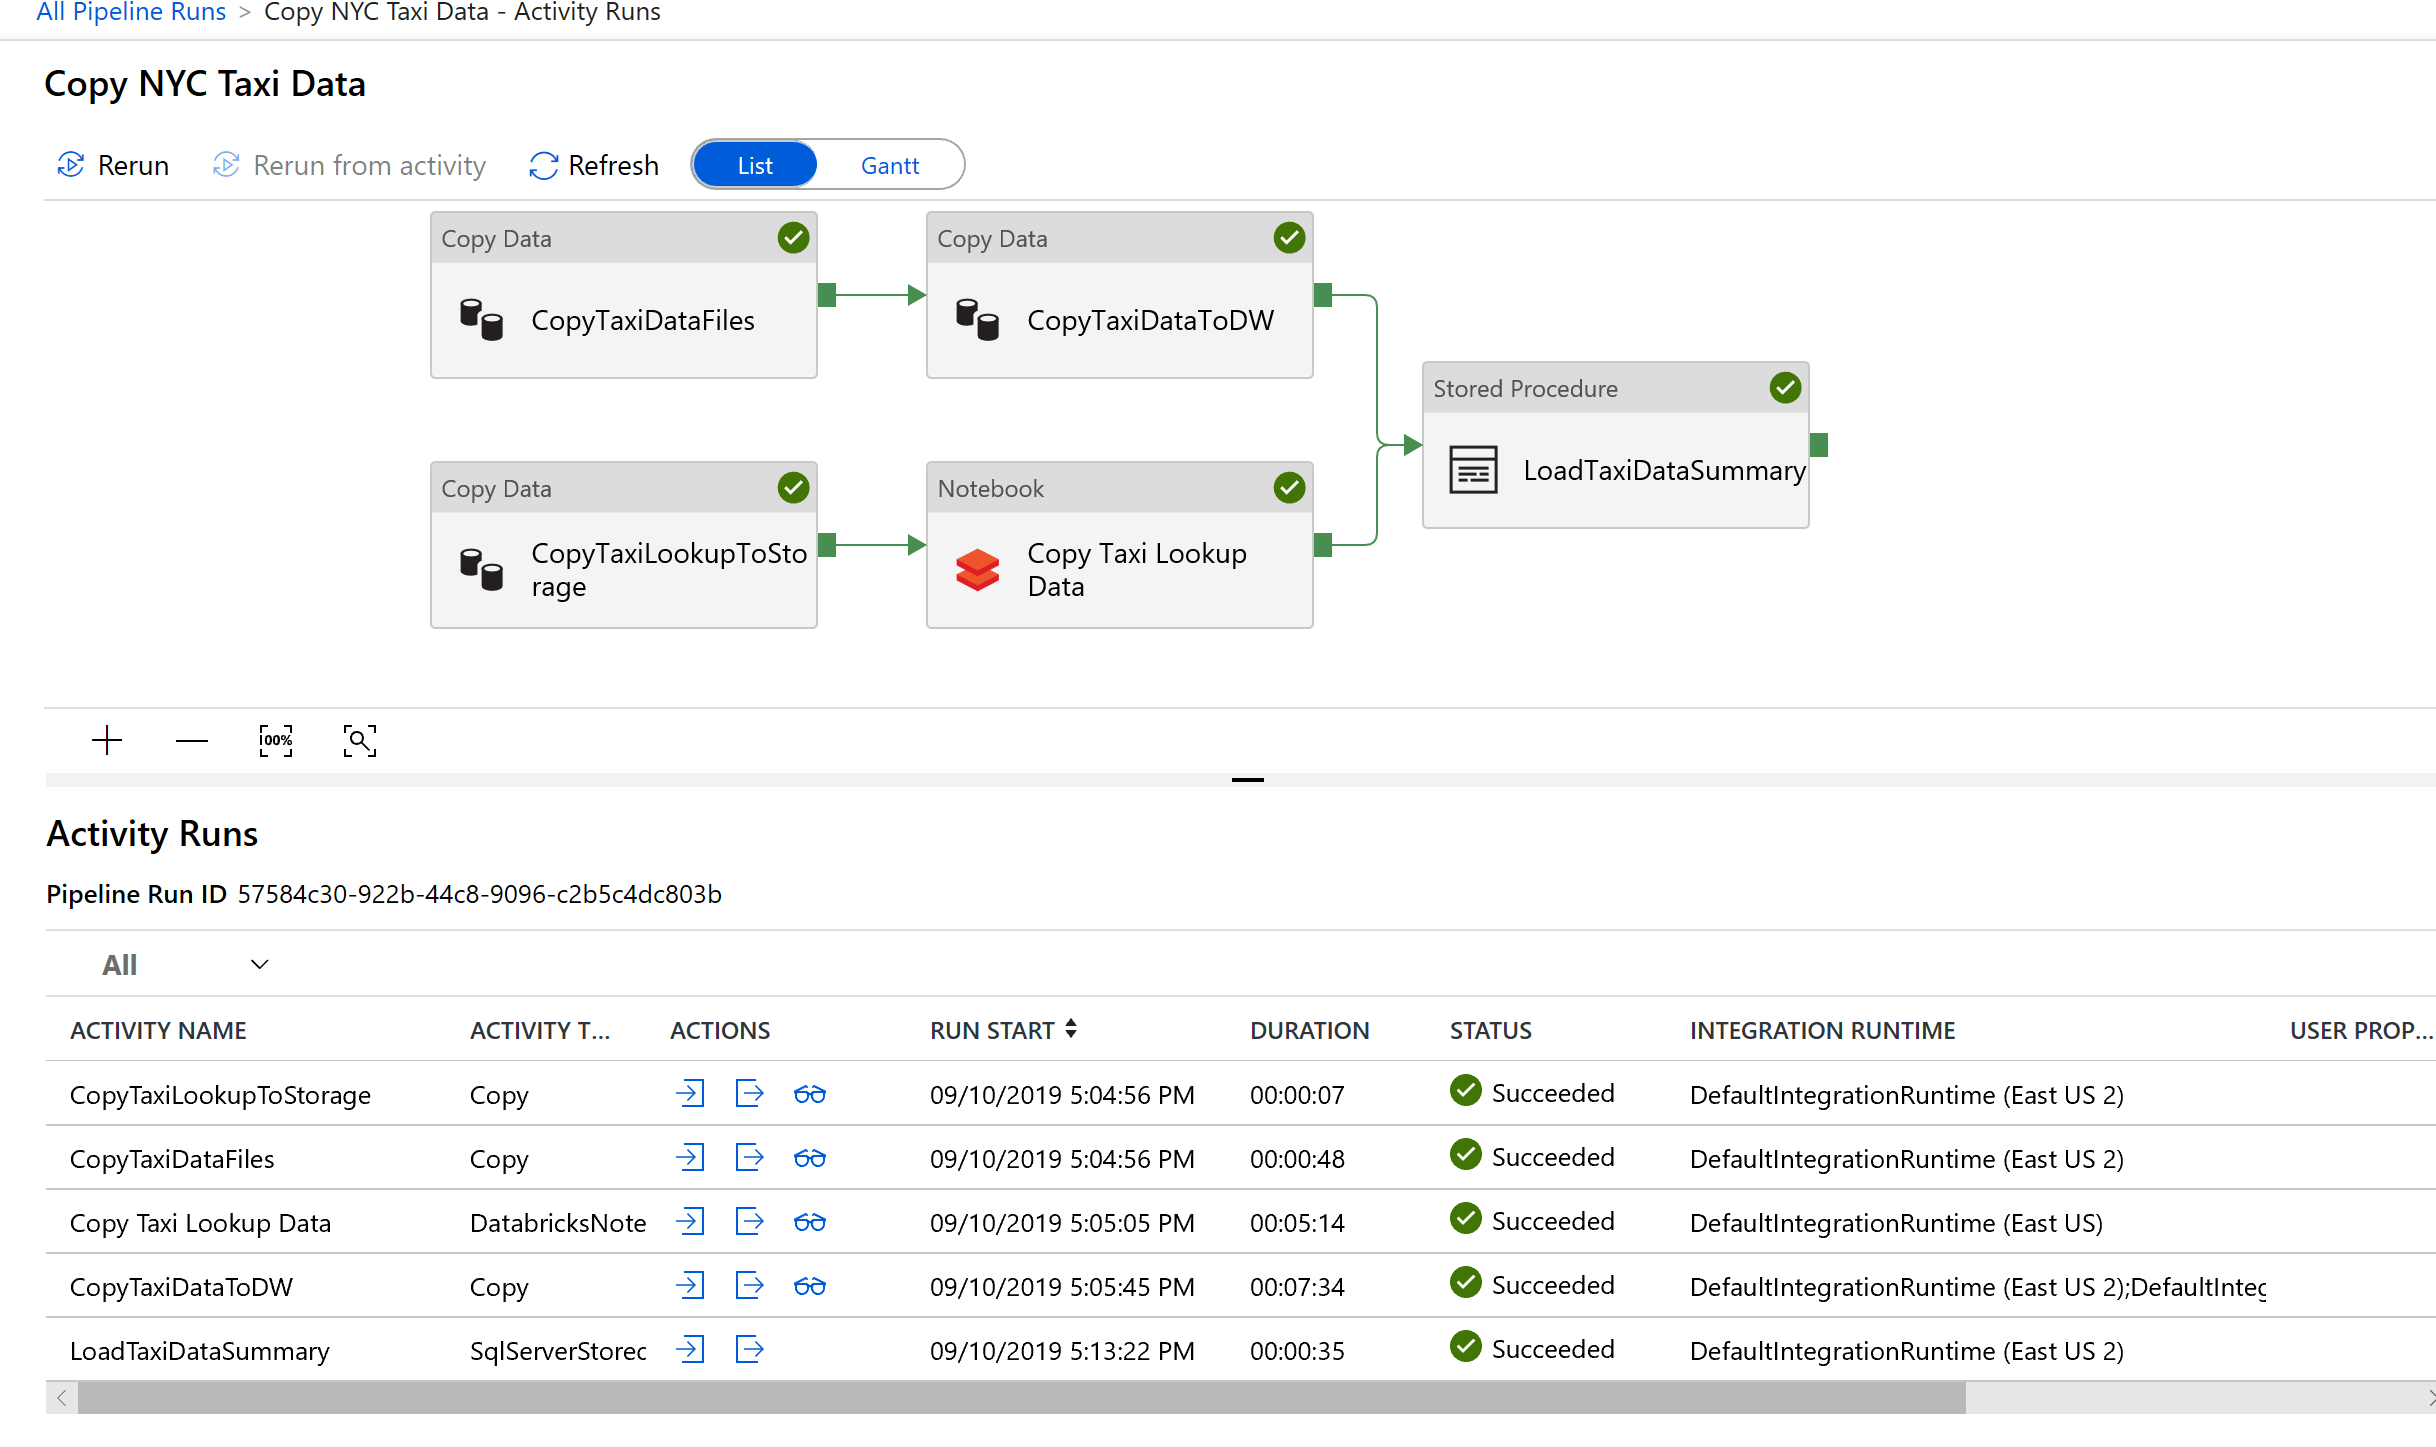 All Pipeline Runs > Copy NYC Taxi Data - Activity Runs
Copy NYC Taxi Data
Rerun Rerun from activity Refresh List Gantt
Copy Data Copy Data
CopyTaxiDataFiles CopyTaxiDataToDW
Stored Procedure
LoadTaxiDataSummary
Copy Data Notebook
CopyTaxiLookupToSto Copy Taxi Lookup
rage Data
00%
Activity Runs
Pipeline Run ID 57584c30-922b-44c8-9096-c2b5c4dc803b
All
ACTIVITY NAME ACTIVITY T... ACTIONS RUN START DURATION STATUS INTEGRATION RUNTIME USER PROP...
CopyTaxiLookupToStorage Copy 09/10/2019 5:04:56 PM 00:00:07 Succeeded DefaultIntegrationRuntime (East US 2)
CopyTaxiDataFiles Copy 09/10/2019 5:04:56 PM 00:00:48 Succeeded DefaultIntegrationRuntime (East US 2)
Copy Taxi Lookup Data DatabricksNote 09/10/2019 5:05:05 PM 00:05:14 Succeeded DefaultIntegrationRuntime (East US)
CopyTaxiDataToDW Copy 09/10/2019 5:05:45 PM 00:07:34 Succeeded DefaultIntegrationRuntime (East US 2);DefaultInteg
LoadTaxiDataSummary SqlServerStorec 09/10/2019 5:13:22 PM 00:00:35 Succeeded DefaultIntegrationRuntime (East US 2)